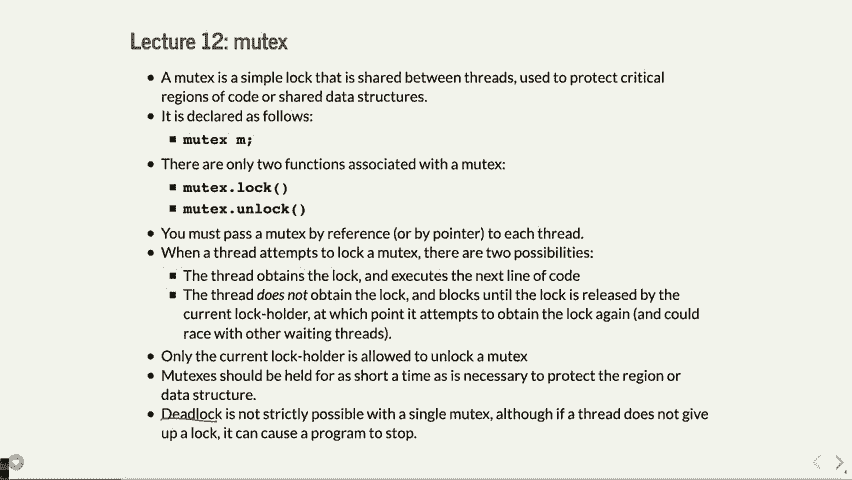 Lecture 12: mutex
A mutex is a simple lock that is shared between threads, used to protect critical
regions of code or shared data structures.
It is declared as follows:
mutex m;
There are only two functions associated with a mutex:
mutex.lock()
mutex.unlock()
You must pass a mutex by reference (or by pointer) to each thread.
When a thread attempts to lock a mutex, there are two possibilities:
The thread obtains the lock, and executes the next line of code
The thread does not obtain the lock, and blocks until the lock is released by the
current lock-holder, at which point it attempts to obtain the lock again (and could
race with other waiting threads).
Only the current lock-holder is allowed to unlock a mutex
Mutexes should be held for as short a time as is necessary to protect the region or
data structure.
Deadlock is not strictly possible with a single mutex, although if a thread does not give
up a lock, it can cause a program to stop.